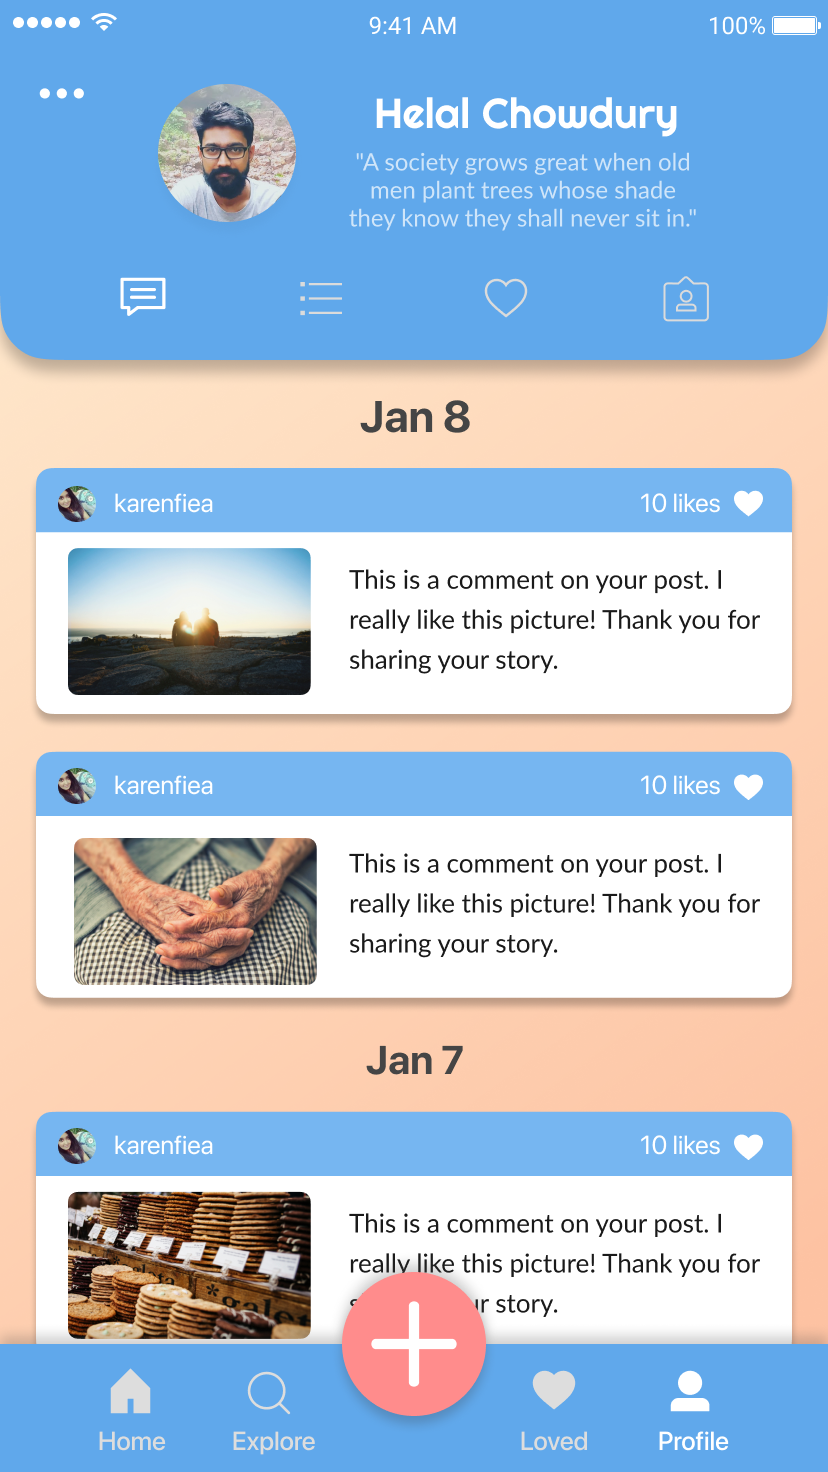 9:41 AM
100%
Helal Chowdury
"A society grows great when old
men plant trees whose shade
they know they shall never sit in."
Jan 8
karenfiea
10 likes
This is a comment on your post. I
really like this picture! Thank you for
sharing your story.
karenfiea
10 likes
This is a comment on your post. I
really like this picture! Thank you for
sharing your story.
Jan 7
karenfiea
10 likes
This is a comment on your post. I
really like this picture! Thank you for
story.
Home
Explore
Loved
Profile